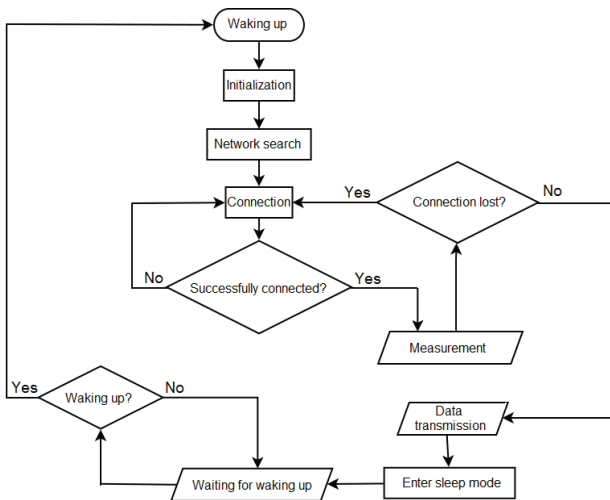 Waking up
Initialization
Network search
Connection
Yes
Connection lost?
No
No
Successfully connected?
Yes
Measurement
Yes
Waking up?
No
Data
transmission
Waiting for waking up
Enter sleep mode